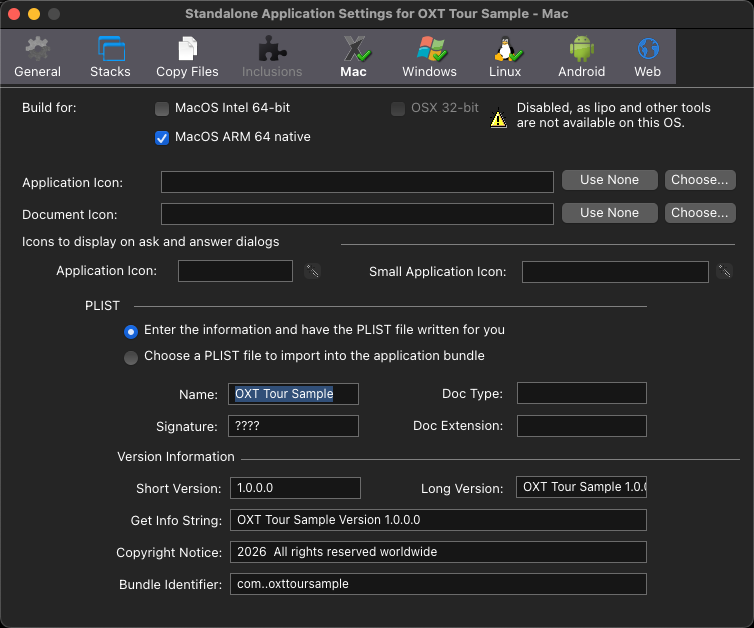 Standalone Application Settings for OXT Tour Sample - Mac
General Stacks Copy Files Inclusions Mac Windows Linux Android Web
Build for: MacOS Intel 64-bit OSX 32-bit Disabled, as lipo and other tools
are not available on this OS.
MacOS ARM 64 native
Application Icon: Use None Choose...
Document Icon: Use None Choose...
Icons to display on ask and answer dialogs
Application Icon: Small Application Icon:
PLIST
Enter the information and have the PLIST file written for you
Choose a PLIST file to import into the application bundle
Name: OXT Tour Sample Doc Type:
Signature: ???? Doc Extension:
Version Information
Short Version: 1.0.0.0 Long Version: OXT Tour Sample 1.0.
Get Info String: OXT Tour Sample Version 1.0.0.0
Copyright Notice: 2026  All rights reserved worldwide
Bundle Identifier: com..oxttoursample